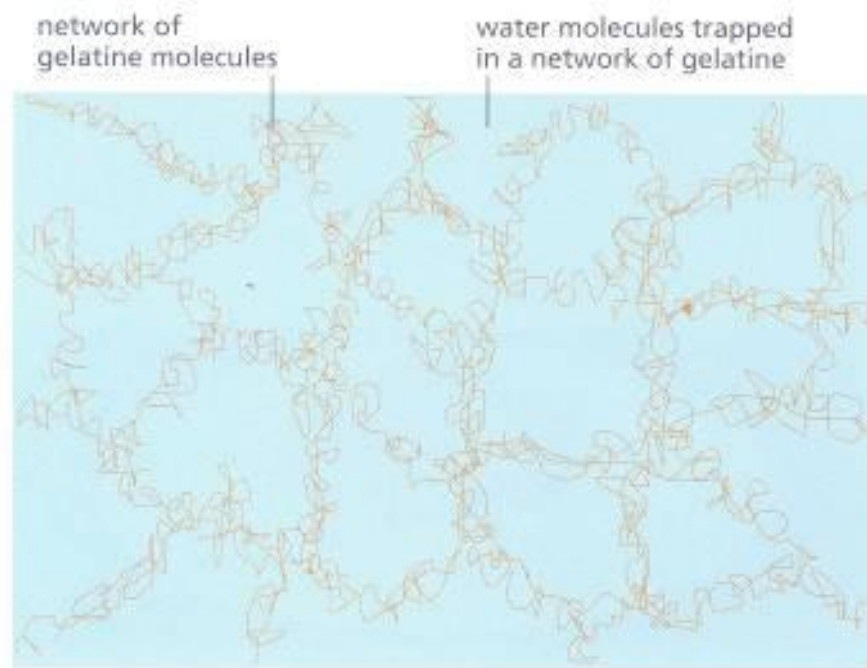 network of
gelatine molecules
water molecules trapped
in a network of gelatine